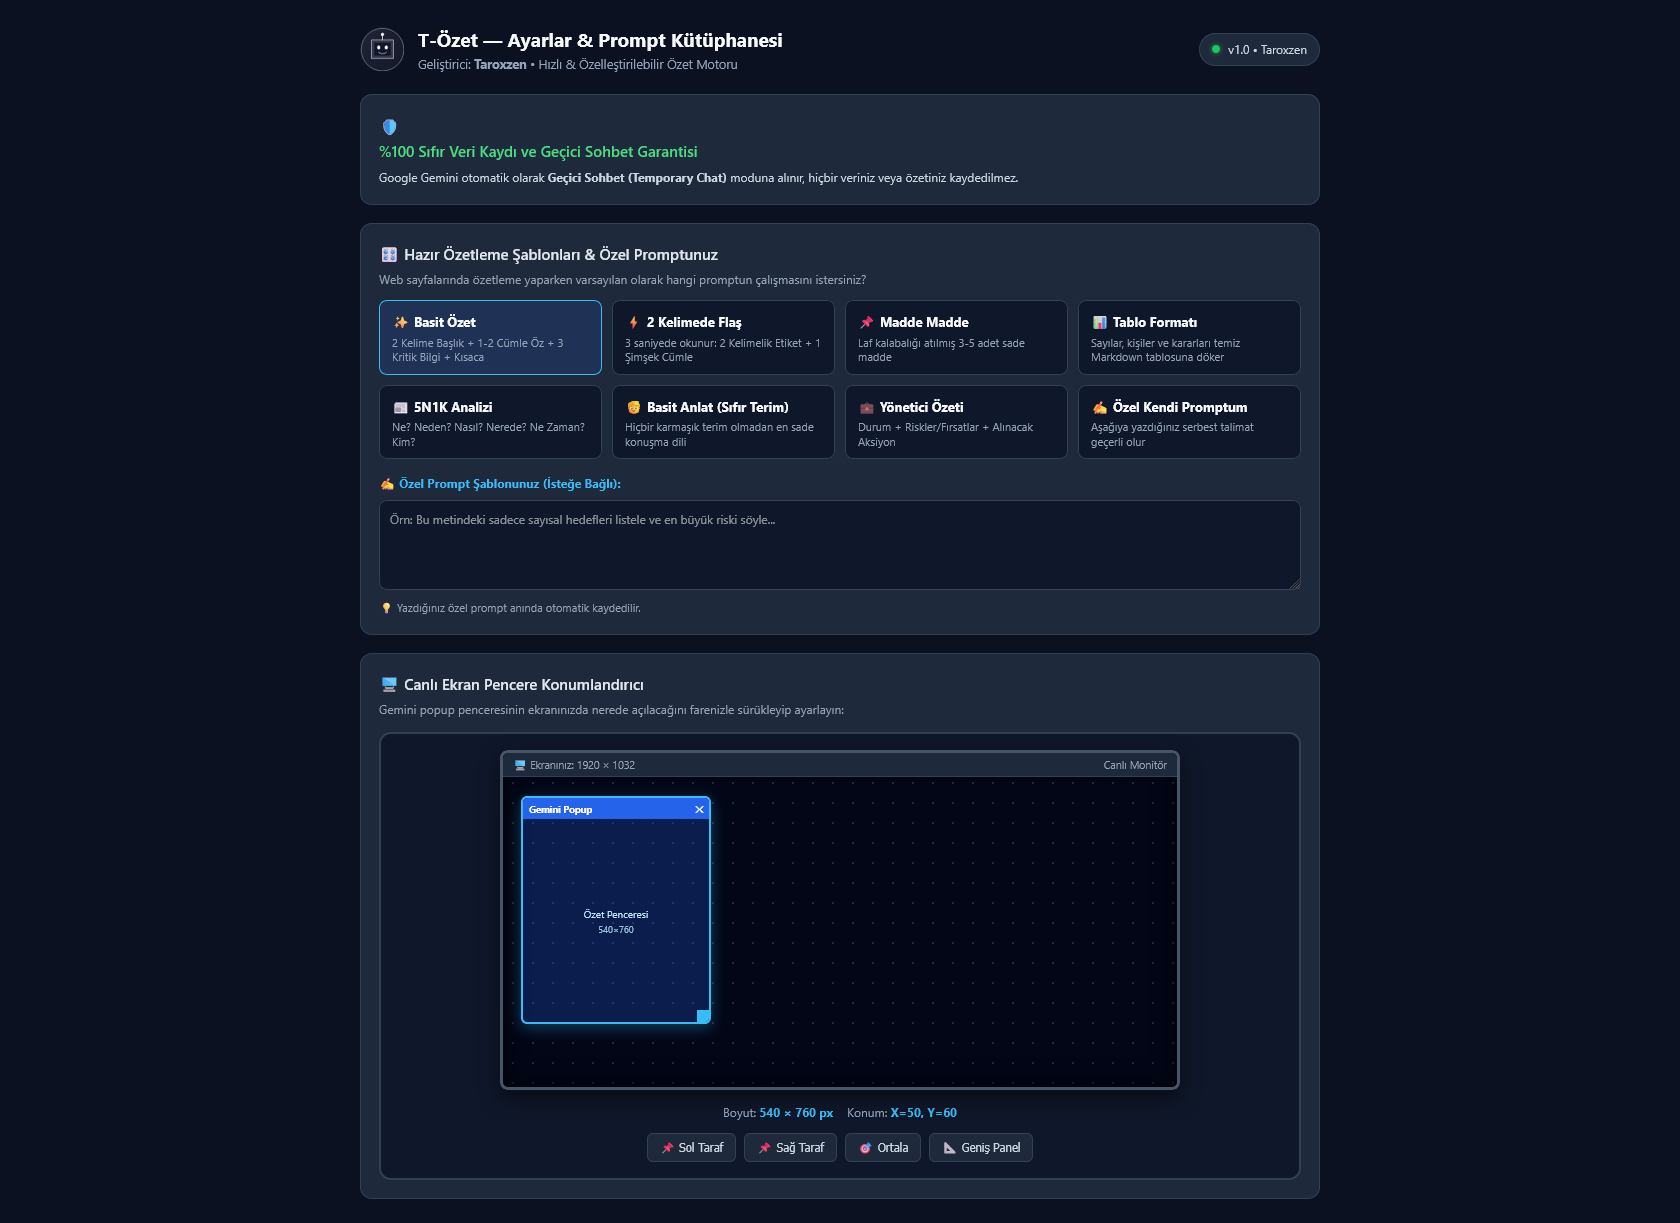 T-Özet — Ayarlar & Prompt Kütüphanesi
Geliştirici: Taroxzen • Hızlı & Özelleştirilebilir Özet Motoru
v1.0 • Taroxzen
%100 Sıfır Veri Kaydı ve Geçici Sohbet Garantisi
Google Gemini otomatik olarak Geçici Sohbet (Temporary Chat) moduna alınır, hiçbir veriniz veya özetiniz kaydedilmez.
Hazır Özetleme Şablonları & Özel Promptunuz
Web sayfalarında özetleme yaparken varsayılan olarak hangi promptun çalışmasını istersiniz?
Basit Özet
2 Kelime Başlık + 1-2 Cümle Öz + 3
Kritik Bilgi + Kısaca
2 Kelimede Flaş
3 saniyede okunur: 2 Kelimelik Etiket + 1
Şimşek Cümle
Madde Madde
Laf kalabalığı atılmış 3-5 adet sade
madde
Tablo Formatı
Sayılar, kişiler ve kararları temiz
Markdown tablosuna döker
5N1K Analizi
Ne? Neden? Nasıl? Nerede? Ne Zaman?
Kim?
Basit Anlat (Sıfır Terim)
Hiçbir karmaşık terim olmadan en sade
konuşma dili
Yönetici Özeti
Durum + Riskler/Fırsatlar + Alınacak
Aksiyon
Özel Kendi Promptum
Aşağıya yazdığınız serbest talimat
geçerli olur
Özel Prompt Şablonunuz (İsteğe Bağlı):
Örn: Bu metindeki sadece sayısal hedefleri listele ve en büyük riski söyle...
Yazdığınız özel prompt anında otomatik kaydedilir.
Canlı Ekran Pencere Konumlandırıcı
Gemini popup penceresinin ekranınızda nerede açılacağını farenizle sürükleyip ayarlayın:
Ekranınız: 1920 × 1032
Canlı Monitör
Gemini Popup
Özet Penceresi
540×760
Boyut: 540 × 760 px Konum: X=50, Y=60
Sol Taraf
Sağ Taraf
Ortala
Geniş Panel